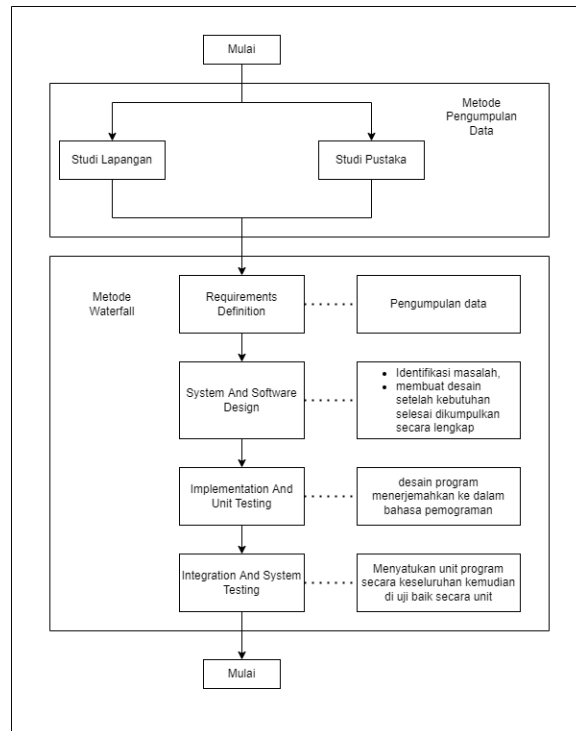 Mulai
Metode
Pengumpulan
Data
Studi Lapangan
Studi Pustaka
Metode
Waterfall
Requirements
Definition
Pengumpulan data
System And Software
Design
• Identifikasi masalah,
• membuat desain
setelah kebutuhan
selesai dikumpulkan
secara lengkap
Implementation And
Unit Testing
desain program
menerjemahkan ke dalam
bahasa pemograman
Integration And System
Testing
Menyatukan unit program
secara keseluruhan kemudian
di uji baik secara unit
Mulai